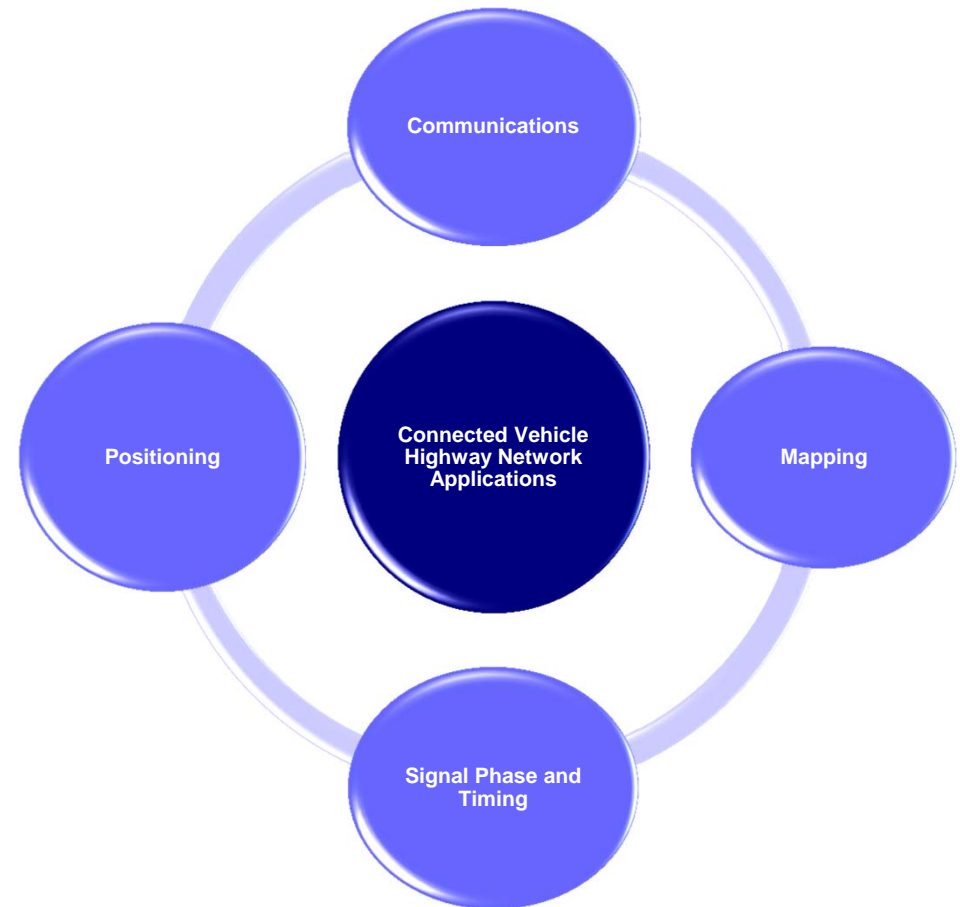 Communications
Positioning
Connected Vehicle
Highway Network
Applications
Mapping
Signal Phase and
Timing